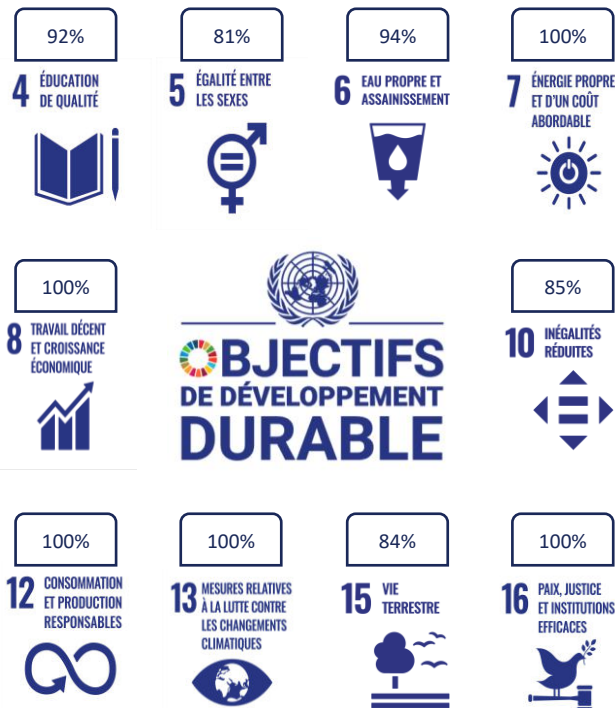 92%
4 ÉDUCATION
DE QUALITÉ
81%
5 ÉGALITÉ ENTRE
LES SEXES
94%
6 EAU PROPRE ET
ASSAINISSEMENT
100%
7 ÉNERGIE PROPRE
ET D'UN COÛT
ABORDABLE
100%
8 TRAVAIL DÉCENT
ET CROISSANCE
ÉCONOMIQUE
OBJECTIFS
DE DÉVELOPPEMENT
DURABLE
85%
10 INÉGALITÉS
RÉDUITES
100%
12 CONSOMMATION
ET PRODUCTION
RESPONSABLES
100%
13 MESURES RELATIVES
À LA LUTTE CONTRE
LES CHANGEMENTS
CLIMATIQUES
84%
15 VIE
TERRESTRE
100%
16 PAIX, JUSTICE
ET INSTITUTIONS
EFFICACES